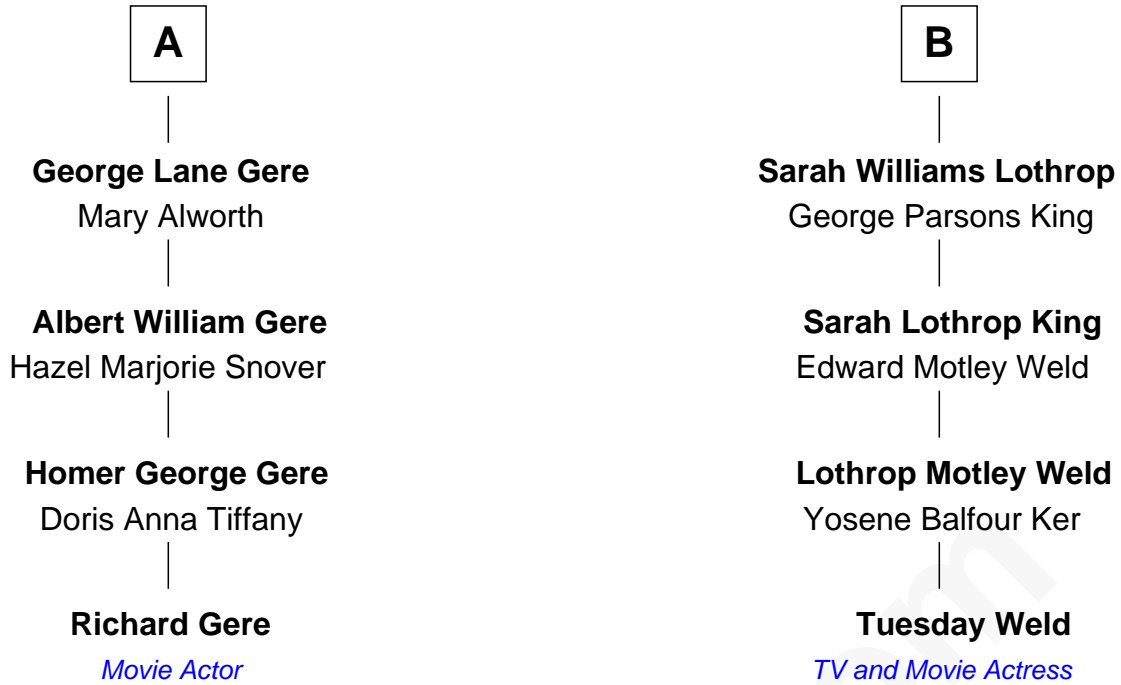 A
George Lane Gere
Mary Alworth
Albert William Gere
Hazel Marjorie Snover
Homer George Gere
Doris Anna Tiffany
Richard Gere
Movie Actor
B
Sarah Williams Lothrop
George Parsons King
Sarah Lothrop King
Edward Motley Weld
Lothrop Motley Weld
Yosene Balfour Ker
Tuesday Weld
TV and Movie Actress